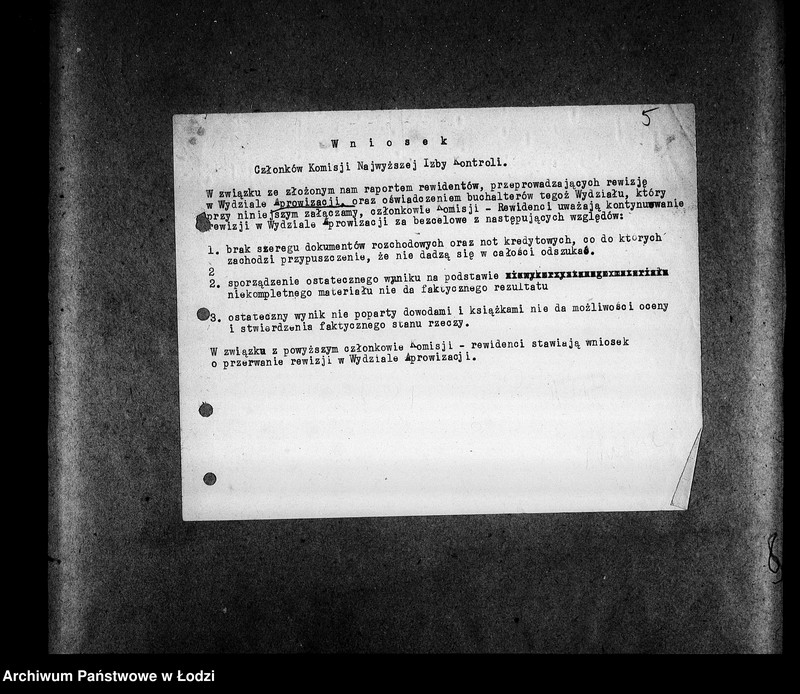 5
W n i o s e k
Członków Komisji Najwyższej Izby Kontroli.
W związku ze złożonym nam raportem rewidentów, przeprowadzających rewizję
w Wydziale Aprowizacji, oraz oświadczeniem buchalterów tegoż Wydziału, który
przy niniejszym załączamy, członkowie Komisji - Rewidenci uważają kontynuowanie
rewizji w Wydziale Aprowizacji za bezcelowe z następujących względów:
1. brak szeregu dokumentów rozchodowych oraz not kredytowych, co do których
zachodzi przypuszczenie, że nie dadzą się w całości odszukać.
2
2. sporządzenie ostatecznego wyniku na podstawie
niekompletnego materiału nie da faktycznego rezultatu
3. ostateczny wynik nie poparty dowodami i książkami nie da możliwości oceny
i stwierdzenia faktycznego stanu rzeczy.
W związku z powyższym członkowie Komisji - rewidenci stawiają wniosek
o przerwanie rewizji w Wydziale Aprowizacji.
8
Archiwum Państwowe w Łodzi